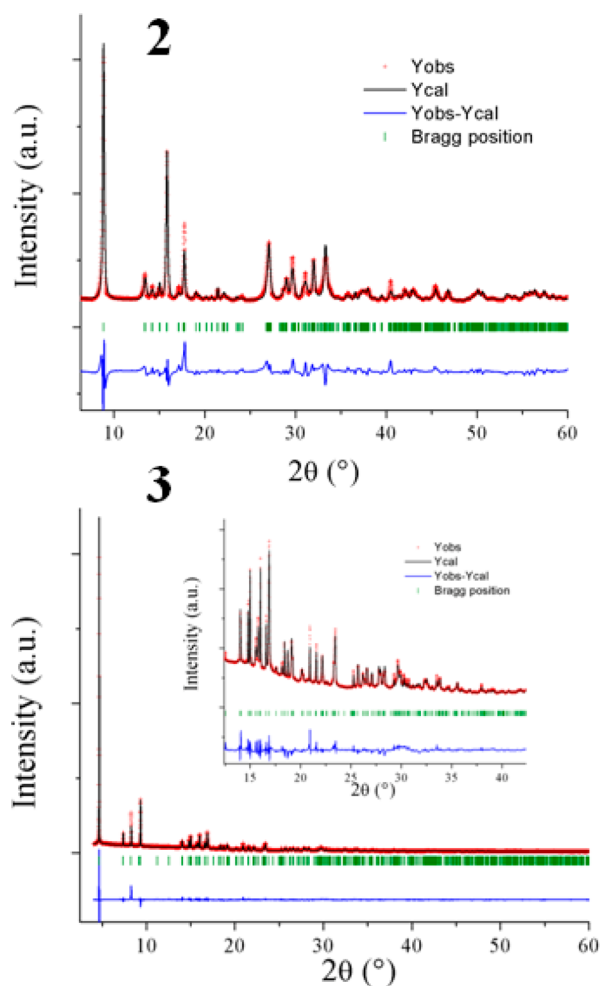 2
Yobs
Ycal
Yobs-Ycal
Bragg position
Intensity (a.u.)
10 20 30 40 50 60
2θ (°)
3
Yobs
Ycal
Yobs-Ycal
Bragg position
Intensity (a.u.)
15 20 25 30 35 40
2θ (°)
Intensity (a.u.)
10 20 30 40 50 60
2θ (°)